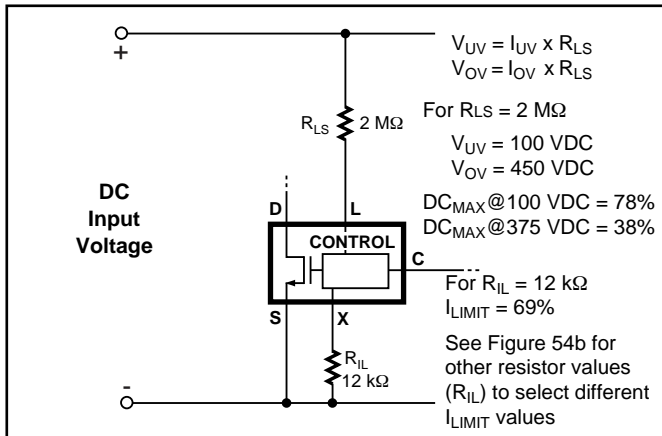 +
V_UV = I_UV x R_LS
V_OV = I_OV x R_LS
R_LS 2 MΩ
For RLS = 2 MΩ
V_UV = 100 VDC
V_OV = 450 VDC
DC
Input
Voltage
DC_MAX@100 VDC = 78%
DC_MAX@375 VDC = 38%
D
L
CONTROL
C
For R_IL = 12 kΩ
I_LIMIT = 69%
S
X
R_IL
12 kΩ
See Figure 54b for
other resistor values
(R_IL) to select different
I_LIMIT values
-